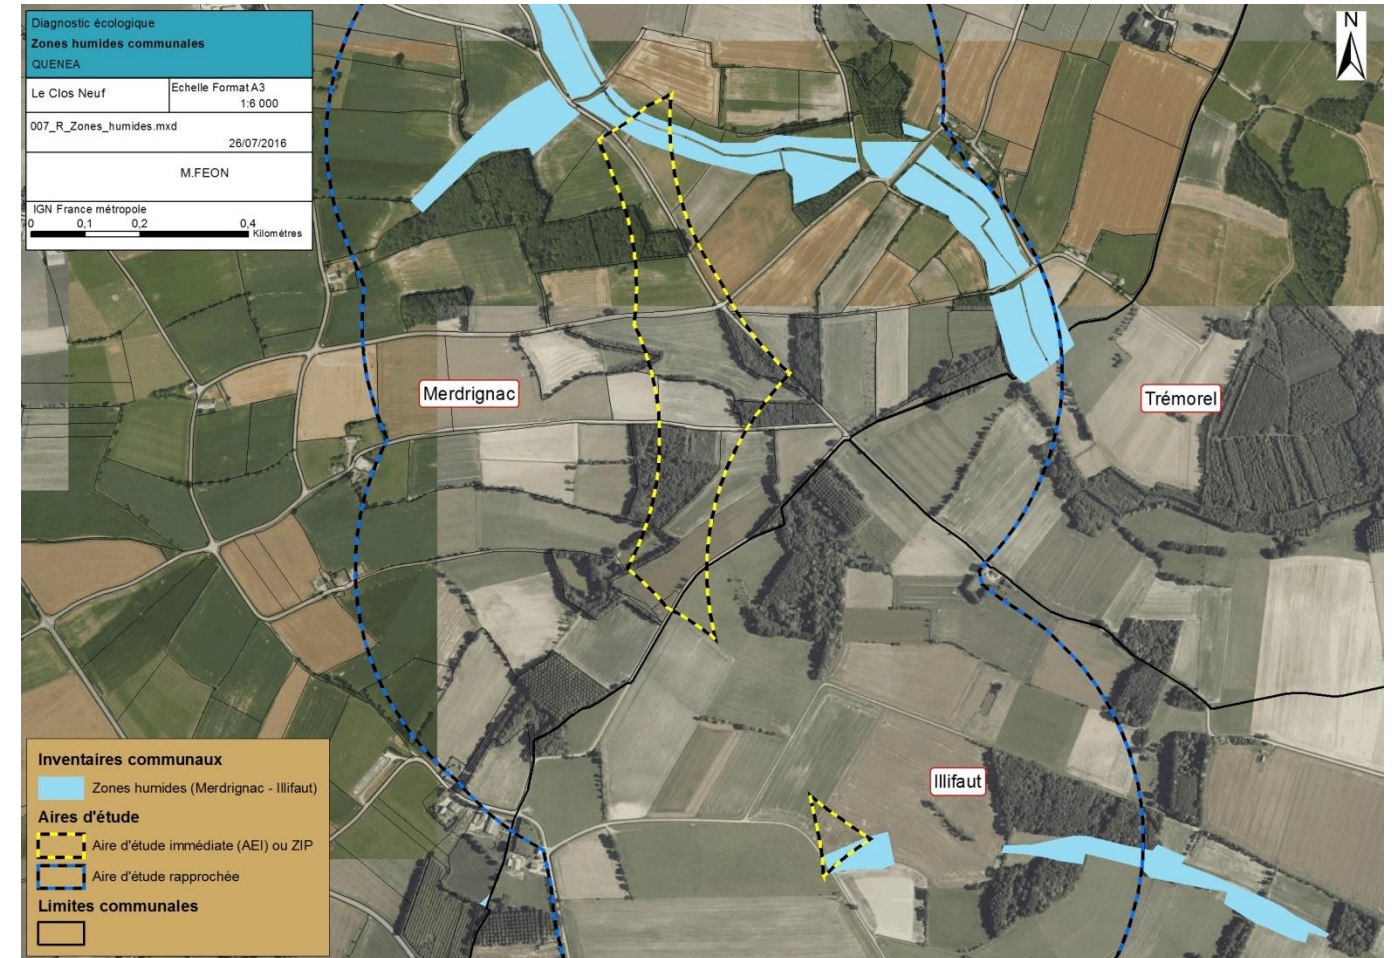 Diagnostic écologique
Zones humides communales
QUENEA
Le Clos Neuf
Echelle Format A3
1:6 000
007_R_Zones_humides.mxd
26/07/2016
M.FEON
IGN France métropole
0 0,1 0,2 0,4
Kilomètres
N
Merdrignac
Trémorel
Illifaut
Inventaires communaux
Zones humides (Merdrignac - Illifaut)
Aires d'étude
Aire d'étude immédiate (AEI) ou ZIP
Aire d'étude rapprochée
Limites communales